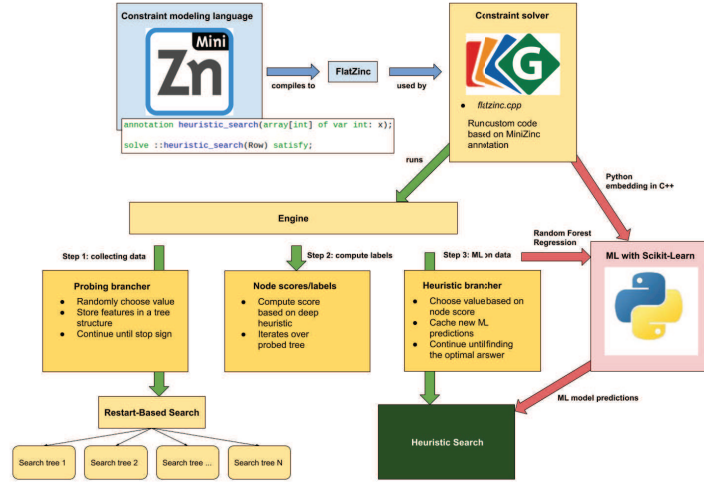 Constraint modeling language
Mini
Zn
annotation heuristic_search(array[int] of var int: x);
solve ::heuristic_search(Row) satisfy;
compiles to
FlatZinc
used by
Constraint solver
G
● flatzinc.cpp
Run custom code
based on MiniZinc
annotation
runs
Python
embedding in C++
Engine
Random Forest
Regression
Step 1: collecting data
Step 2: compute labels
Step 3: ML on data
ML with Scikit-Learn
Probing brancher
● Randomly choose value
● Store features in a tree
structure
● Continue until stop sign
Node scores/labels
● Compute score
based on deep
heuristic
● Iterates over
probed tree
Heuristic brancher
● Choose value based on
node score
● Cache new ML
predictions
● Continue until finding
the optimal answer
ML model predictions
Restart-Based Search
Heuristic Search
Search tree 1
Search tree 2
Search tree ...
Search tree N